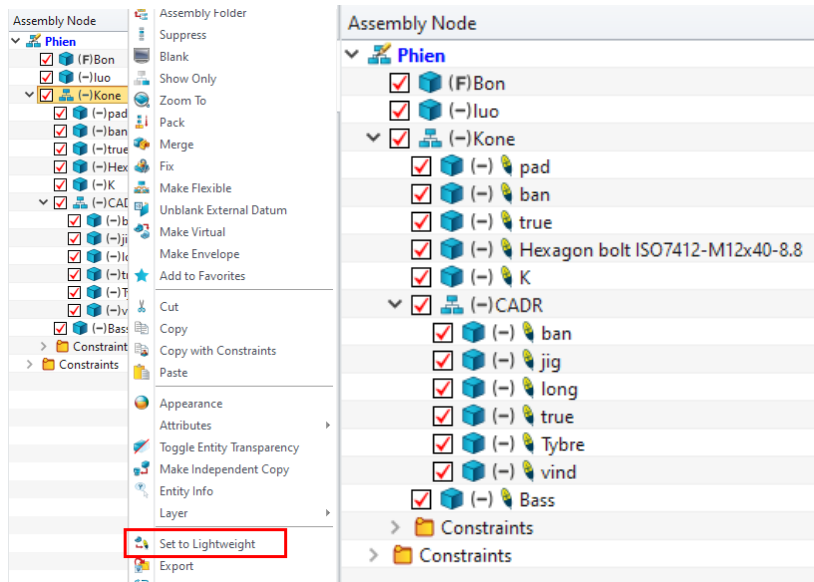 Assembly Node
Phien
(F)Bon
(-)luo
(-)Kone
(-)pad
(-)ban
(-)true
(-)Hex
(-)K
(-)CAD
(-)b
(-)ji
(-)lo
(-)tr
(-)T
(-)v
(-)Bass
Constraint
Constraints
Assembly Folder
Suppress
Blank
Show Only
Zoom To
Pack
Merge
Fix
Make Flexible
Unblank External Datum
Make Virtual
Make Envelope
Add to Favorites
Cut
Copy
Copy with Constraints
Paste
Appearance
Attributes
Toggle Entity Transparency
Make Independent Copy
Entity Info
Layer
Set to Lightweight
Export
Assembly Node
Phien
(F)Bon
(-)luo
(-)Kone
(-) pad
(-) ban
(-) true
(-) Hexagon bolt ISO7412-M12x40-8.8
(-) K
(-)CADR
(-) ban
(-) jig
(-) long
(-) true
(-) Tybre
(-) vind
(-) Bass
Constraints
Constraints